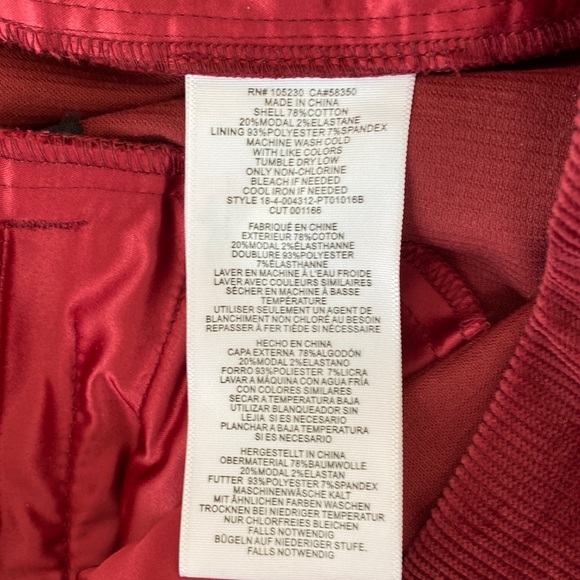 RN# 105230 CA#58350
MADE IN CHINA
SHELL 78%COTTON
20%MODAL 2%ELASTANE
LINING 93%POLYESTER 7%SPANDEX
MACHINE WASH COLD
WITH LIKE COLORS
TUMBLE DRY LOW
ONLY NON-CHLORINE
BLEACH IF NEEDED
COOL IRON IF NEEDED
STYLE 18-4-004312-PT01016B
CUT 001166
FABRIQUÉ EN CHINE
EXTERIEUR 78%COTON
20%MODAL 2%ÉLASTHANNE
DOUBLURE 93%POLYESTER
7%ÉLASTHANNE
LAVER EN MACHINE À L'EAU FROIDE
LAVER AVEC COULEURS SIMILAIRES
SÉCHER EN MACHINE À BASSE
TEMPÉRATURE
UTILISER SEULEMENT UN AGENT DE
BLANCHIMENT NON CHLORÉ AU BESOIN
REPASSER À FER TIÈDE SI NÉCESSAIRE
HECHO EN CHINA
CAPA EXTERNA 78%ALGODÓN
20%MODAL 2%ELASTANO
FORRO 93%POLIESTER 7%LICRA
LAVAR A MÁQUINA CON AGUA FRÍA
CON COLORES SIMILARES
SECAR A TEMPERATURA BAJA
UTILIZAR BLANQUEADOR SIN
LEJIA SI ES NECESARIO
PLANCHAR A BAJA TEMPERATURA
SI ES NECESARIO
HERGESTELLT IN CHINA
OBERMATERIAL 78%BAUMWOLLE
20%MODAL 2%ELASTAN
FUTTER 93%POLYESTER 7%SPANDEX
MASCHINENWÄSCHE KALT
MIT ÄHNLICHEN FARBEN WASCHEN
TROCKNEN BEI NIEDRIGER TEMPERATUR
NUR CHLORFREIES BLEICHEN
FALLS NOTWENDIG
BÜGELN AUF NIEDRIGER STUFE,
FALLS NOTWENDIG